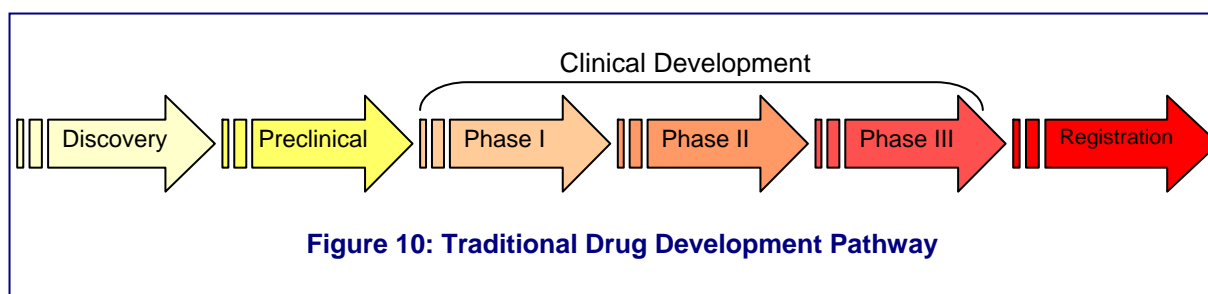 Clinical Development
Discovery
Preclinical
Phase I
Phase II
Phase III
Registration
Figure 10: Traditional Drug Development Pathway